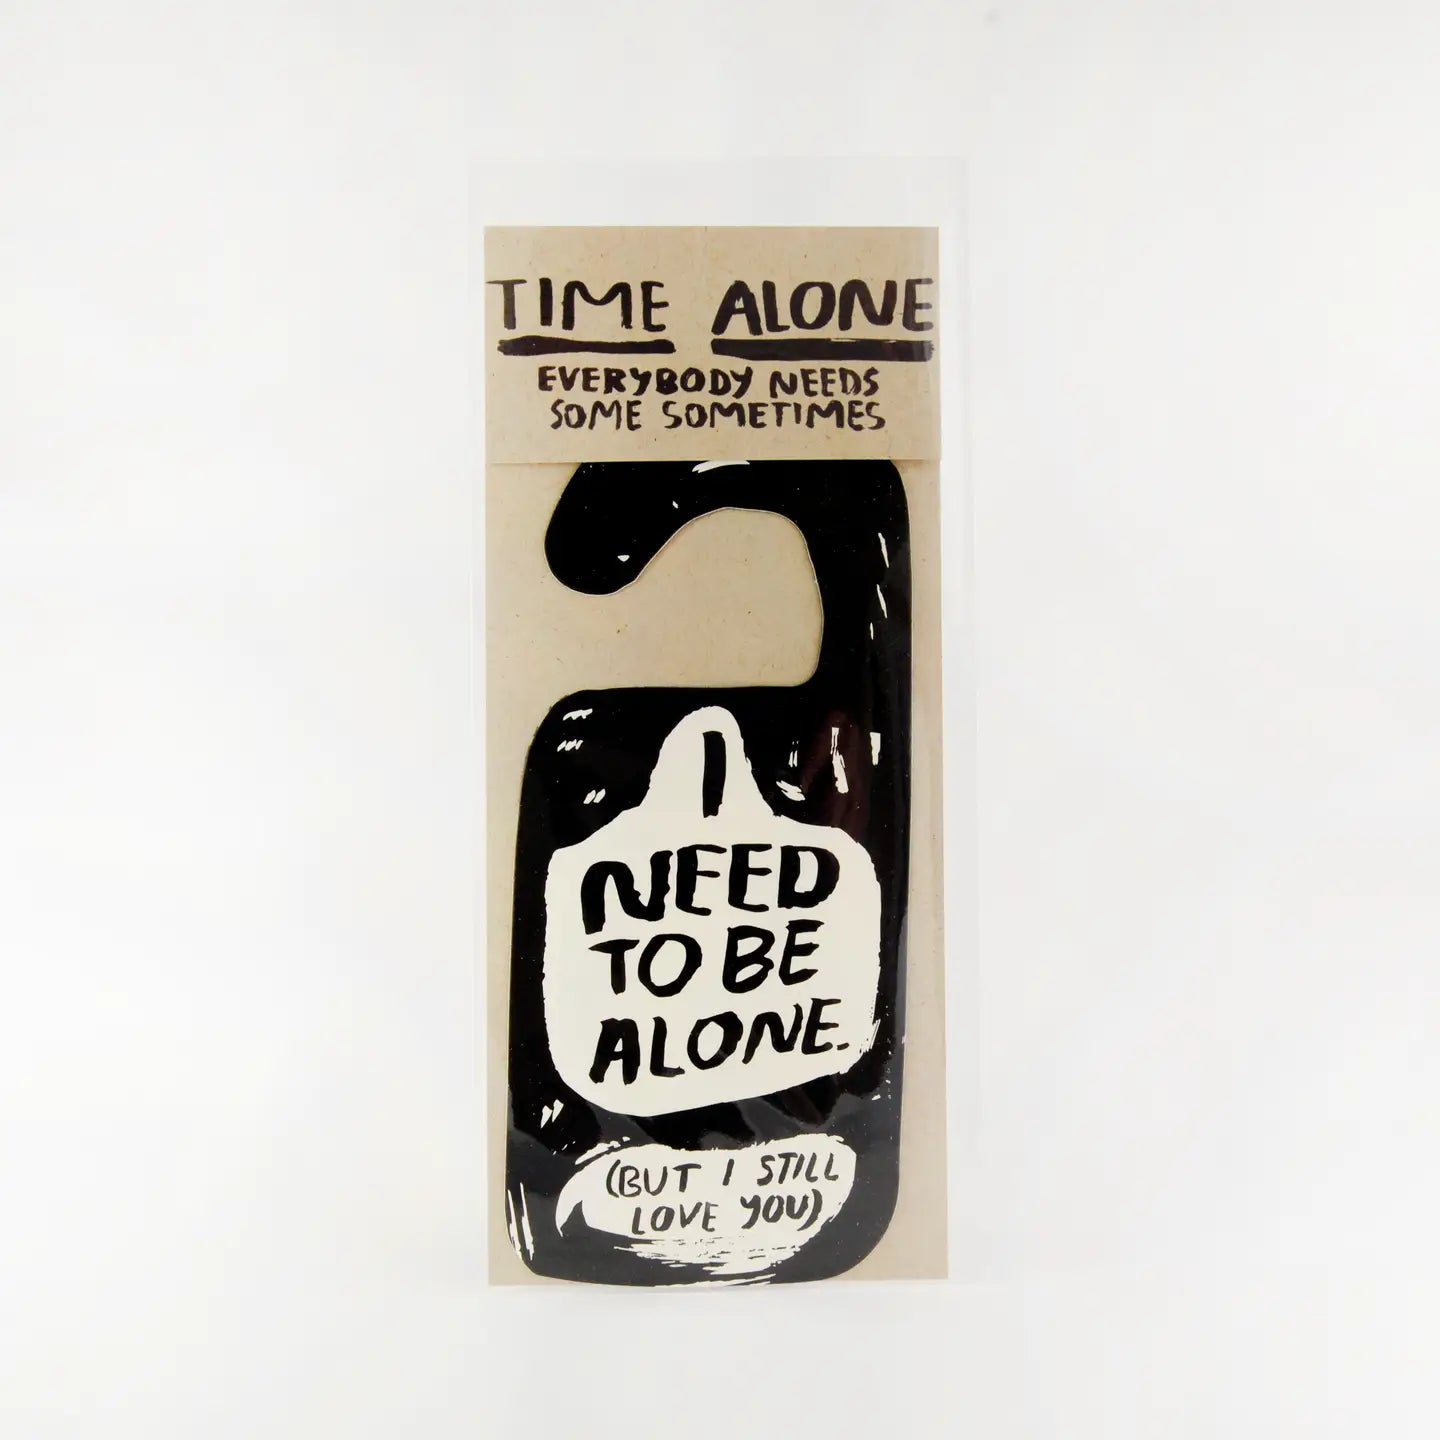 TIME ALONE
EVERYBODY NEEDS
SOME SOMETIMES
I
NEED
TO BE
ALONE.
(BUT I STILL
LOVE YOU)